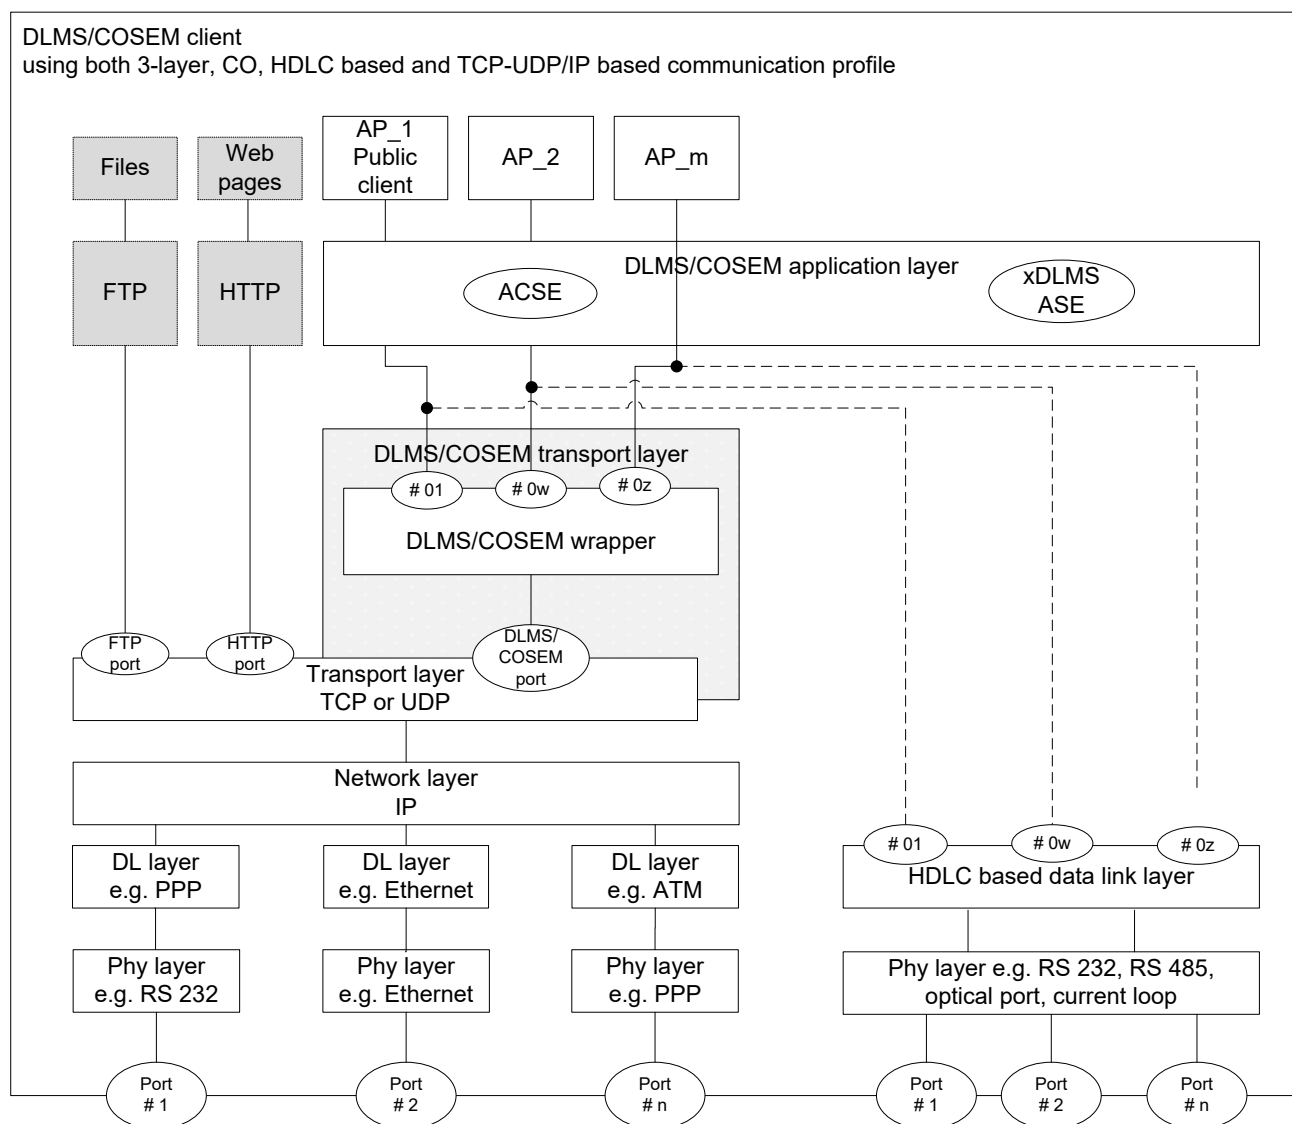 DLMS/COSEM client
using both 3-layer, CO, HDLC based and TCP-UDP/IP based communication profile
Files
Web
pages
AP_1
Public
client
AP_2
AP_m
FTP
HTTP
DLMS/COSEM application layer
ACSE
xDLMS
ASE
DLMS/COSEM transport layer
# 01
# 0w
# 0z
DLMS/COSEM wrapper
FTP
port
HTTP
port
DLMS/
COSEM
port
Transport layer
TCP or UDP
Network layer
IP
DL layer
e.g. PPP
DL layer
e.g. Ethernet
DL layer
e.g. ATM
# 01
# 0w
# 0z
HDLC based data link layer
Phy layer
e.g. RS 232
Phy layer
e.g. Ethernet
Phy layer
e.g. PPP
Phy layer e.g. RS 232, RS 485,
optical port, current loop
Port
# 1
Port
# 2
Port
# n
Port
# 1
Port
# 2
Port
# n